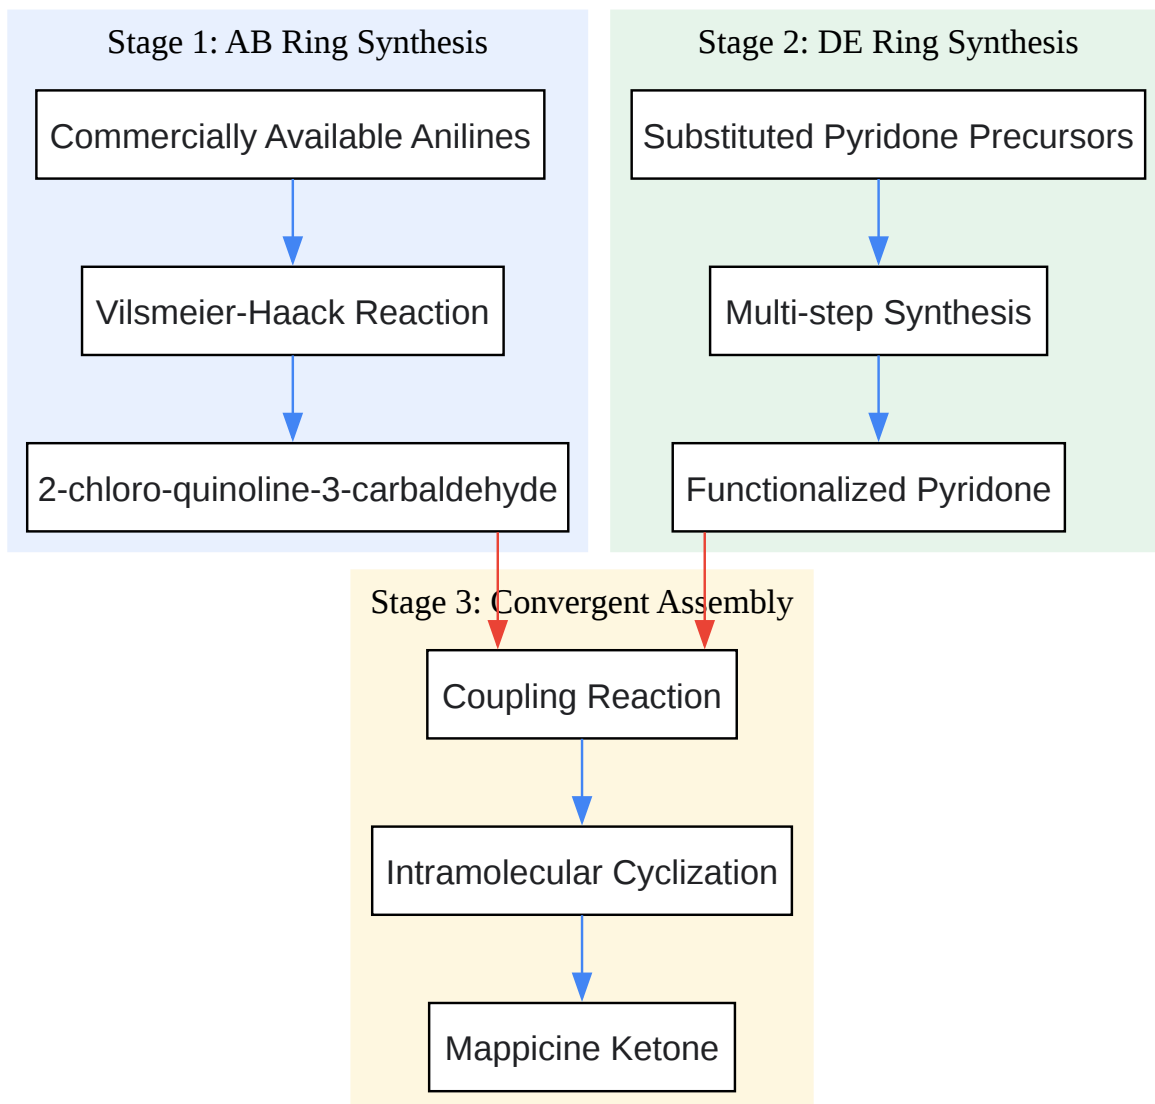 Stage 1: AB Ring Synthesis
Commercially Available Anilines
Vilsmeier-Haack Reaction
2-chloro-quinoline-3-carbaldehyde
Stage 2: DE Ring Synthesis
Substituted Pyridone Precursors
Multi-step Synthesis
Functionalized Pyridone
Stage 3: Convergent Assembly
Coupling Reaction
Intramolecular Cyclization
Mappicine Ketone